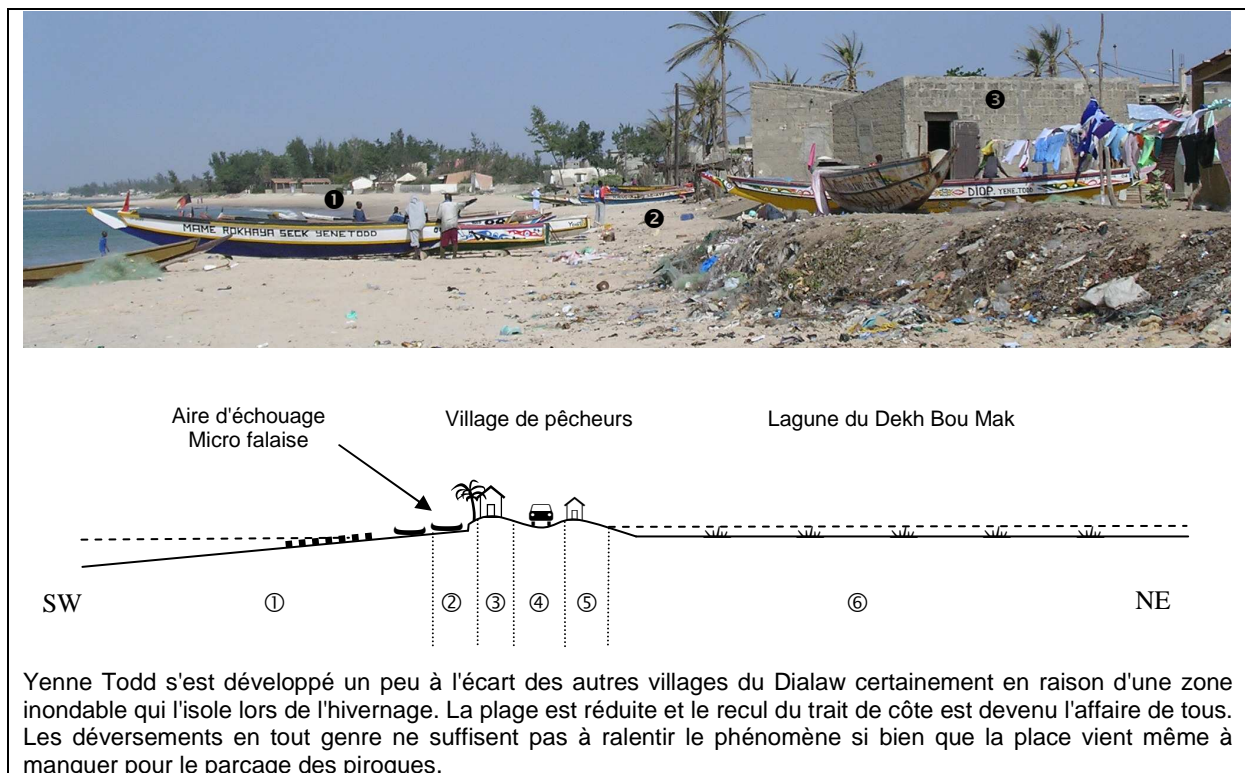 ❶
❷
❸
MAME ROKHAYA SECK YENETODD
DIOP. YENE.TODD
Aire d'échouage
Micro falaise
Village de pêcheurs
Lagune du Dekh Bou Mak
SW ① ② ③ ④ ⑤ ⑥ NE
Yenne Todd s'est développé un peu à l'écart des autres villages du Dialaw certainement en raison d'une zone
inondable qui l'isole lors de l'hivernage. La plage est réduite et le recul du trait de côte est devenu l'affaire de tous.
Les déversements en tout genre ne suffisent pas à ralentir le phénomène si bien que la place vient même à
manquer pour le parcage des pirogues.